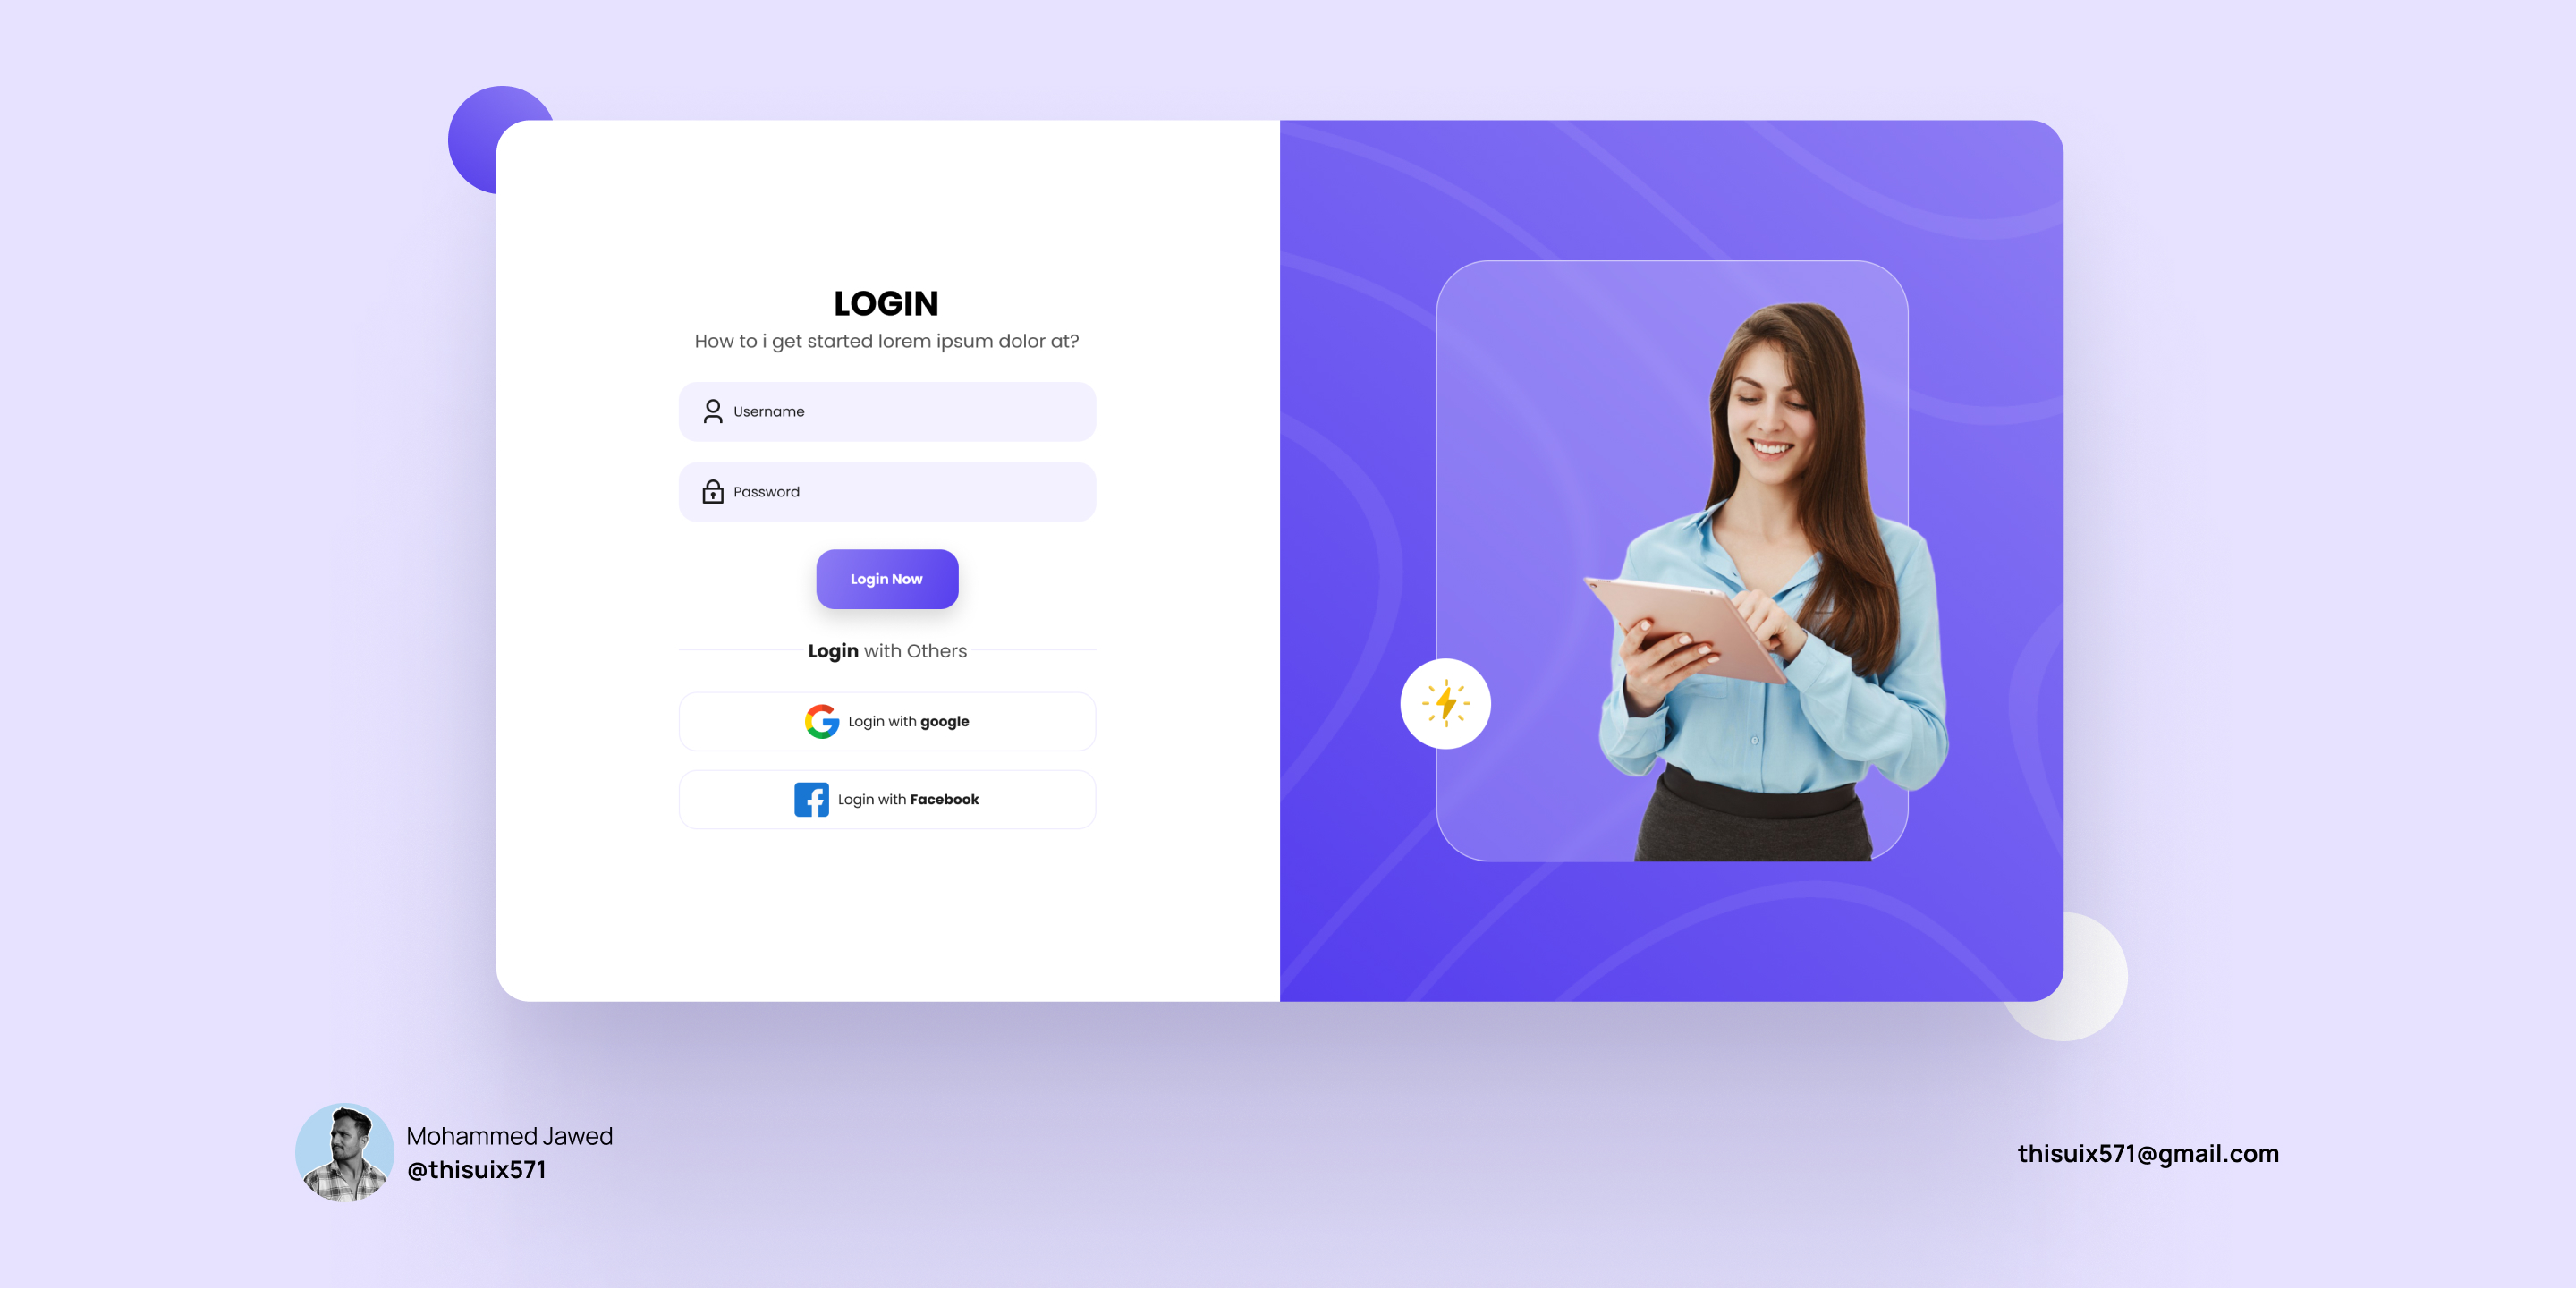 LOGIN
How to i get started lorem ipsum dolor at?
Username
Password
Login Now
Login with Others
Login with google
Login with Facebook
Mohammed Jawed
@thisuix571
thisuix571@gmail.com